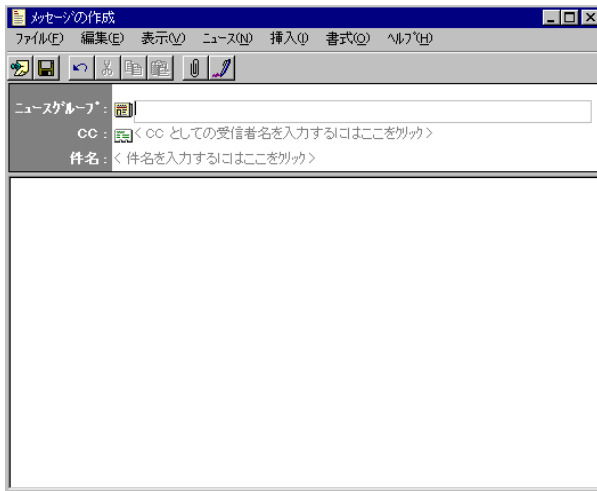 ﾒｯｾｰｼﾞの作成
ﾌｧｲﾙ(F) 編集(E) 表示(V) ﾆｭｰｽ(N) 挿入(I) 書式(O) ﾍﾙﾌﾟ(H)
ﾆｭｰｽｸﾞﾙｰﾌﾟ:
CC: < CC としての受信者名を入力するにはここをｸﾘｯｸ >
件名: < 件名を入力するにはここをｸﾘｯｸ >